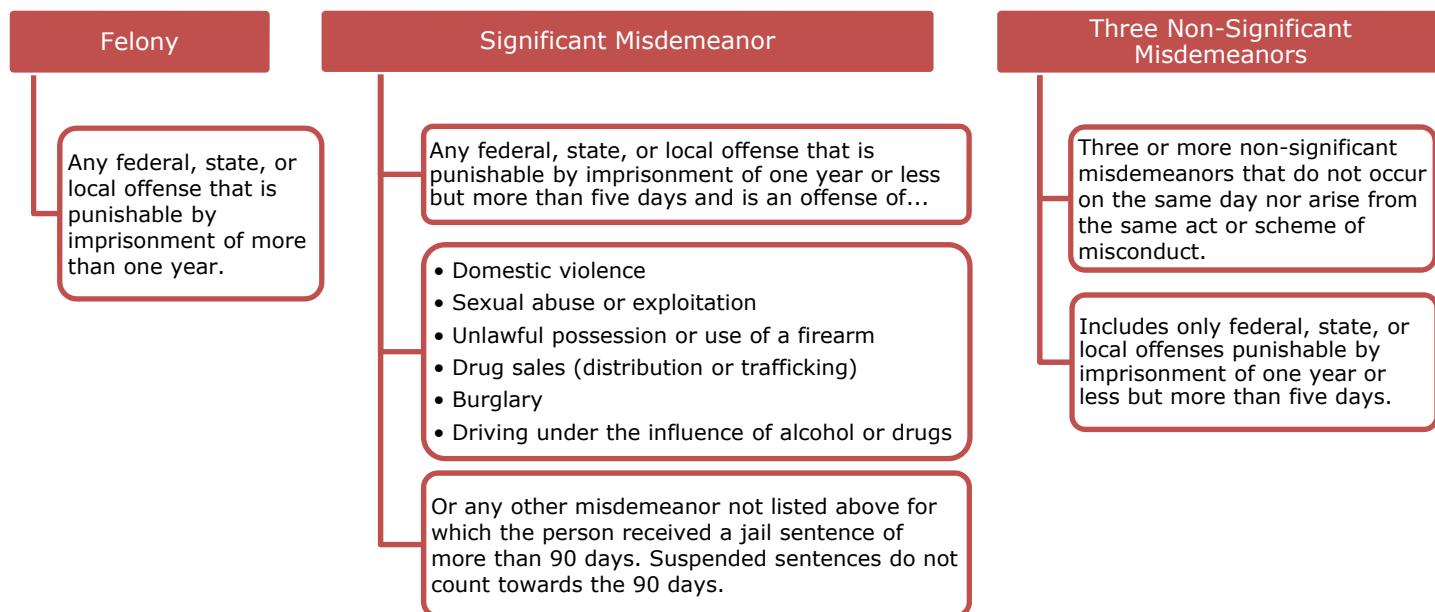 Felony
Any federal, state, or
local offense that is
punishable by
imprisonment of more
than one year.
Significant Misdemeanor
Any federal, state, or local offense that is
punishable by imprisonment of one year or less
but more than five days and is an offense of...
• Domestic violence
• Sexual abuse or exploitation
• Unlawful possession or use of a firearm
• Drug sales (distribution or trafficking)
• Burglary
• Driving under the influence of alcohol or drugs
Or any other misdemeanor not listed above for
which the person received a jail sentence of
more than 90 days. Suspended sentences do not
count towards the 90 days.
Three Non-Significant
Misdemeanors
Three or more non-significant
misdemeanors that do not occur
on the same day nor arise from
the same act or scheme of
misconduct.
Includes only federal, state, or
local offenses punishable by
imprisonment of one year or
less but more than five days.